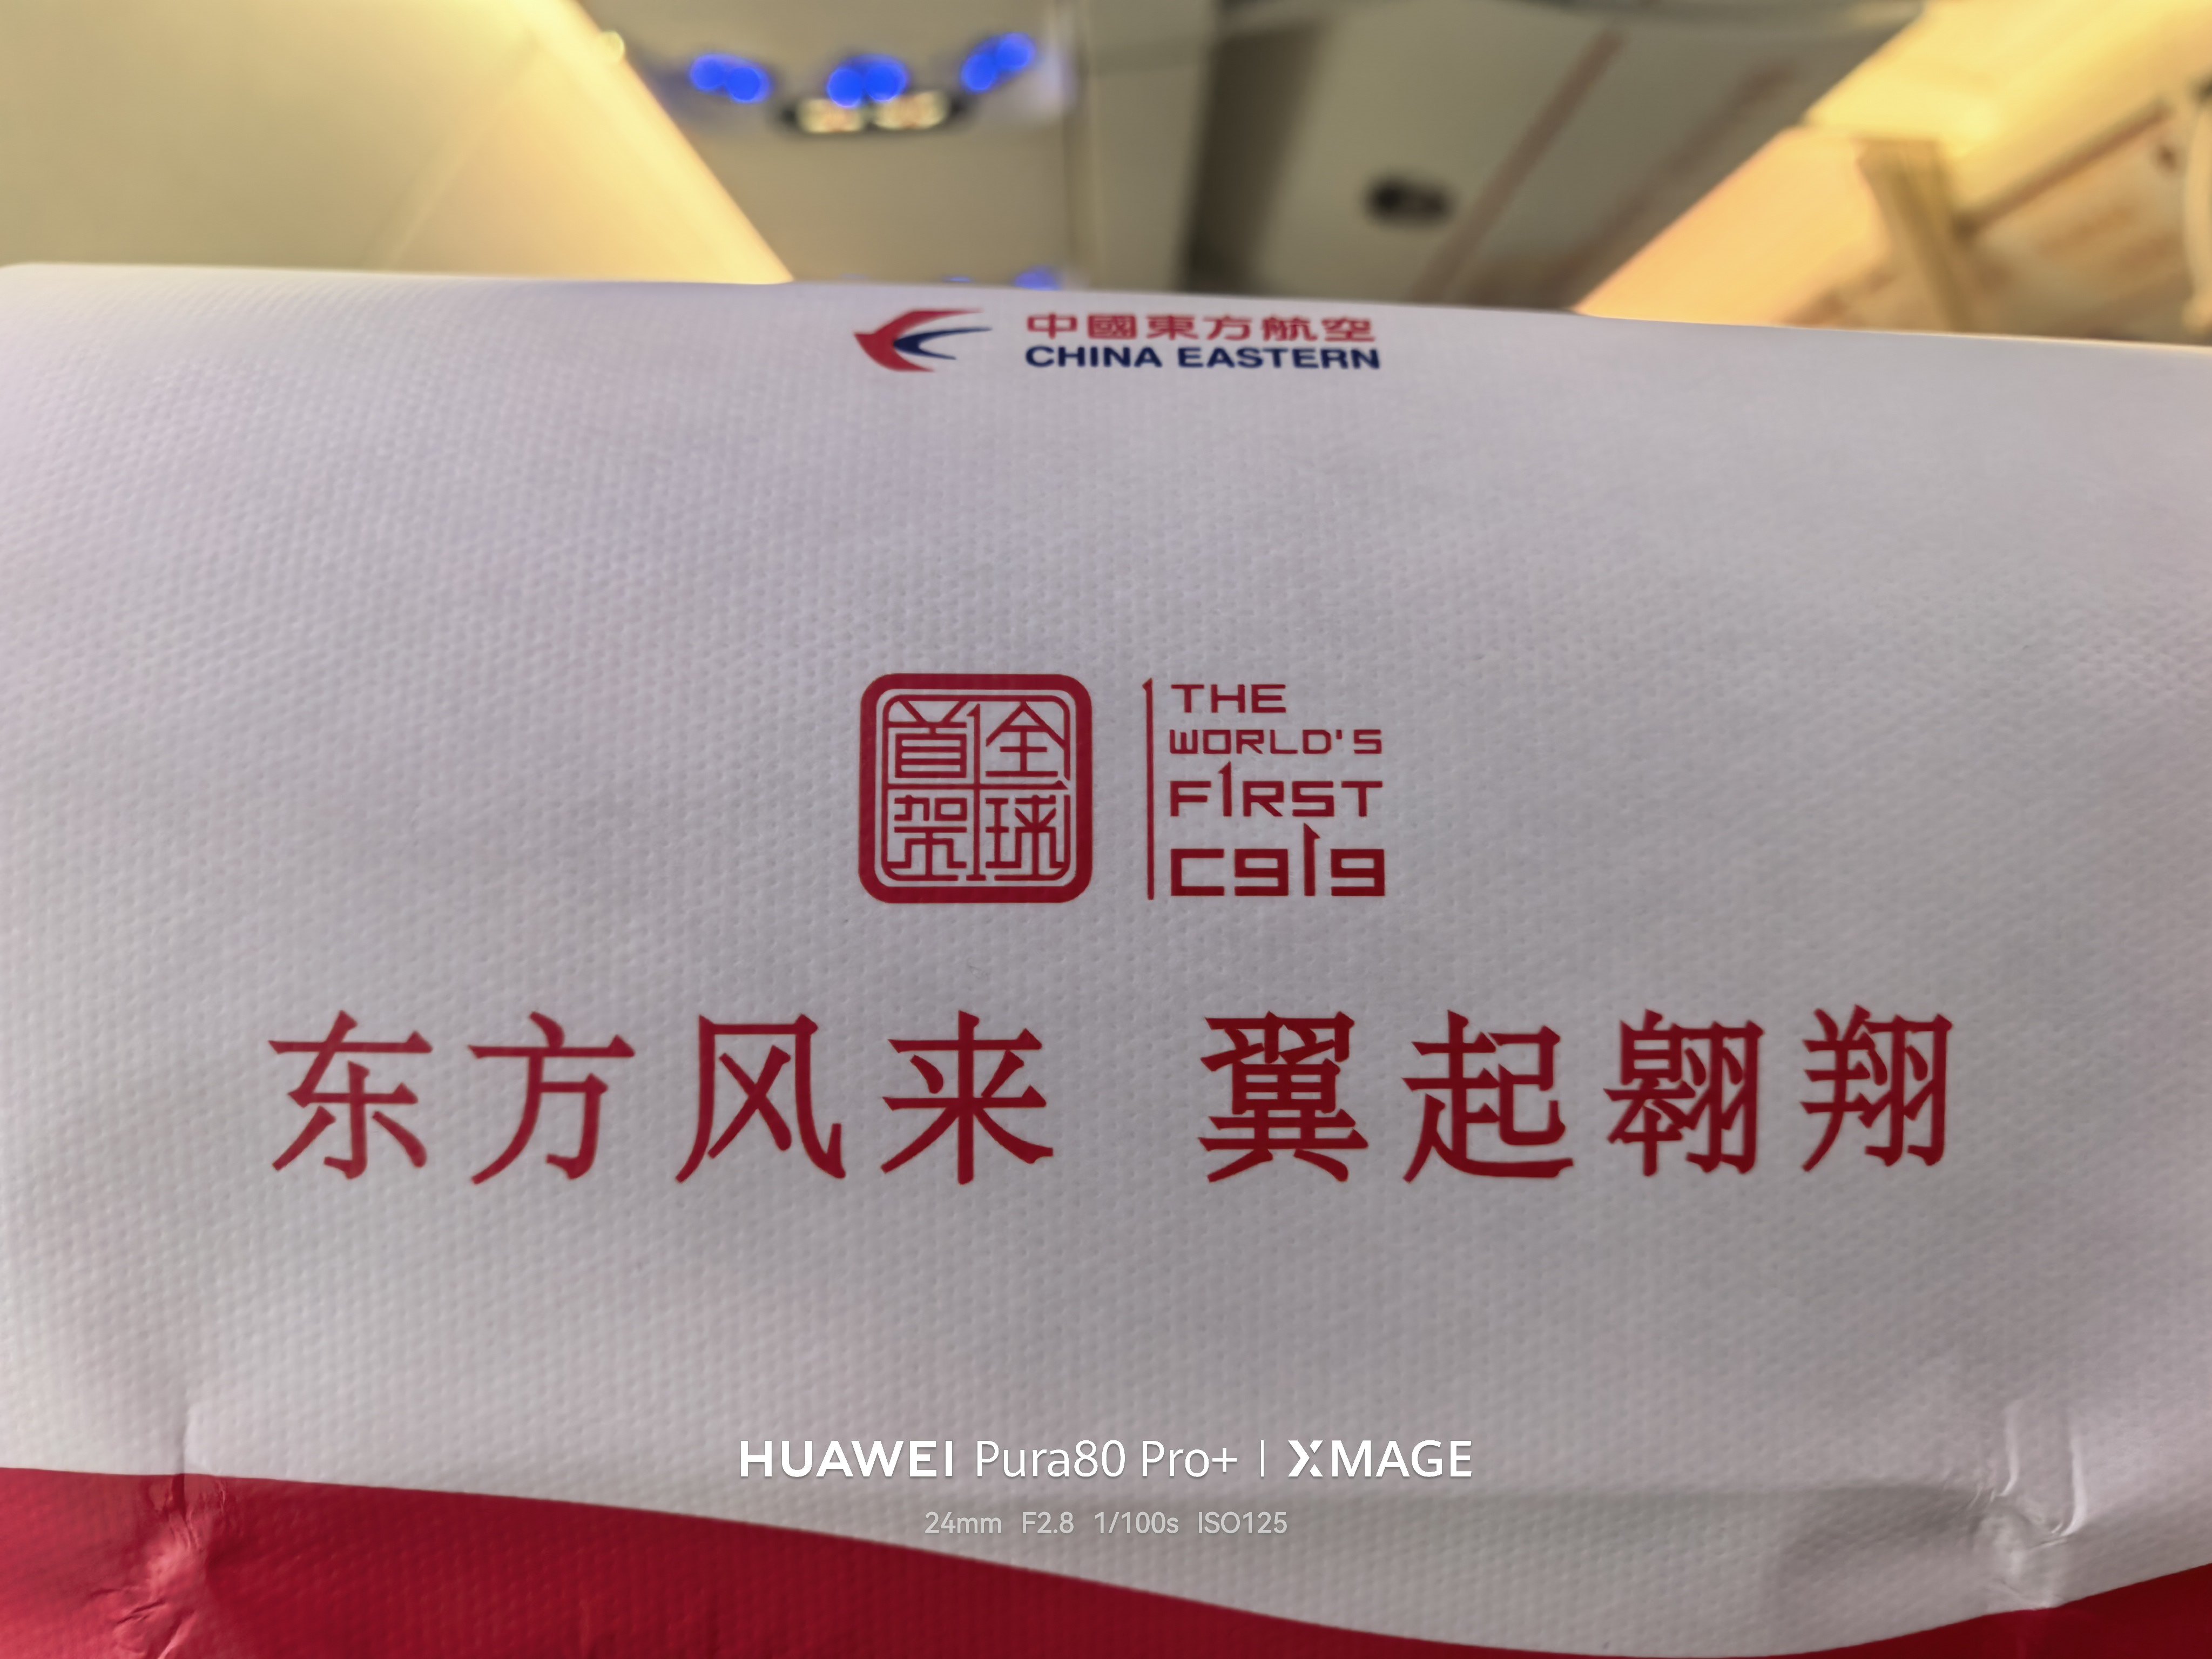 中國東方航空
CHINA EASTERN
全球
首架
THE
WORLD'S
FIRST
C919
东方风来 翼起翱翔
HUAWEI Pura80 Pro+ | XMAGE
24mm F2.8 1/100s ISO125